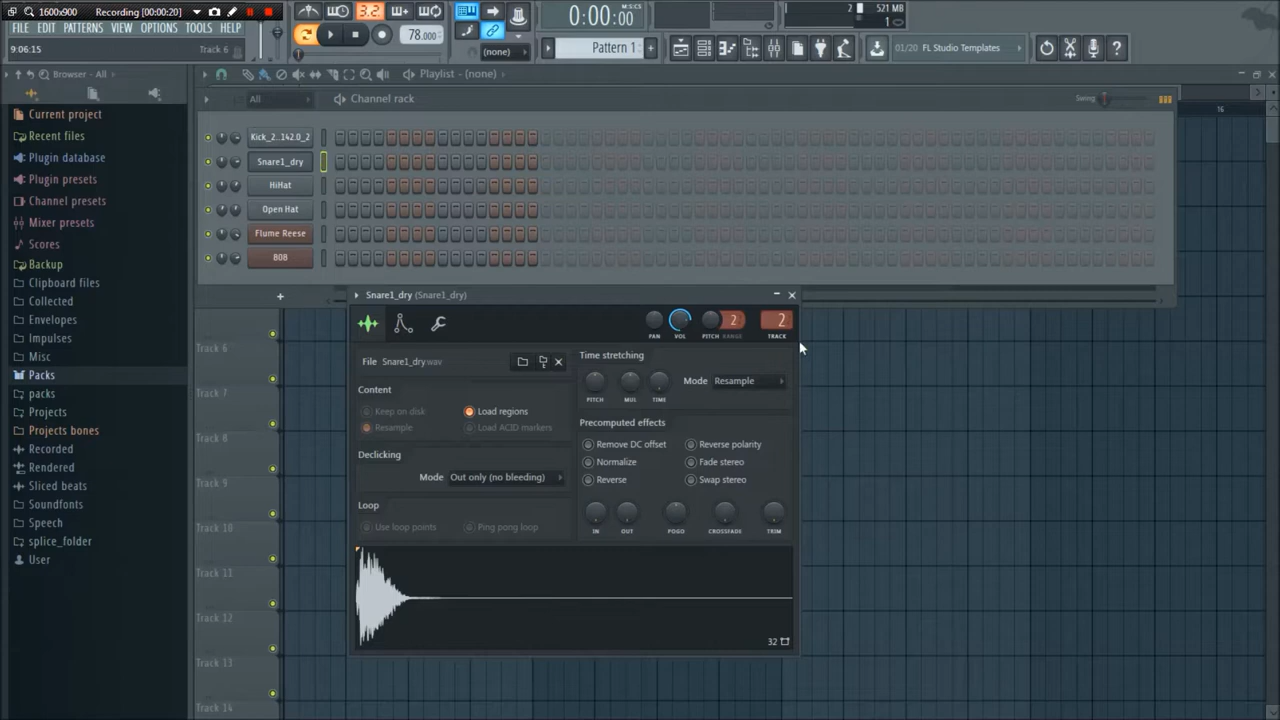 1600x900 Recording [00:00:20]
3.2
FILE EDIT PATTERNS VIEW OPTIONS TOOLS HELP
9:06:15 Track 6
78.000
0:00:00
M:S:CS
2
521 MB
1
(none)
Pattern 1
01/20 FL Studio Templates
Browser - All
Playlist - (none)
All
Channel rack
Swing
16
Current project
Recent files
Plugin database
Plugin presets
Channel presets
Mixer presets
Scores
Backup
Clipboard files
Collected
Envelopes
Impulses
Misc
Packs
packs
Projects
Projects bones
Recorded
Rendered
Sliced beats
Soundfonts
Speech
splice_folder
User
Kick_2..142.0_2
Snare1_dry
HiHat
Open Hat
Flume Reese
808
Track 6
Track 7
Track 8
Track 9
Track 10
Track 11
Track 12
Track 13
Track 14
Snare1_dry (Snare1_dry)
PAN VOL PITCH RANGE TRACK
2
2
File Snare1_dry.wav
Content
Keep on disk Load regions
Resample Load ACID markers
Declicking
Mode Out only (no bleeding)
Loop
Use loop points Ping pong loop
Time stretching
PITCH MUL TIME
Mode Resample
Precomputed effects
Remove DC offset Reverse polarity
Normalize Fade stereo
Reverse Swap stereo
IN OUT POGO CROSSFADE TRIM
32